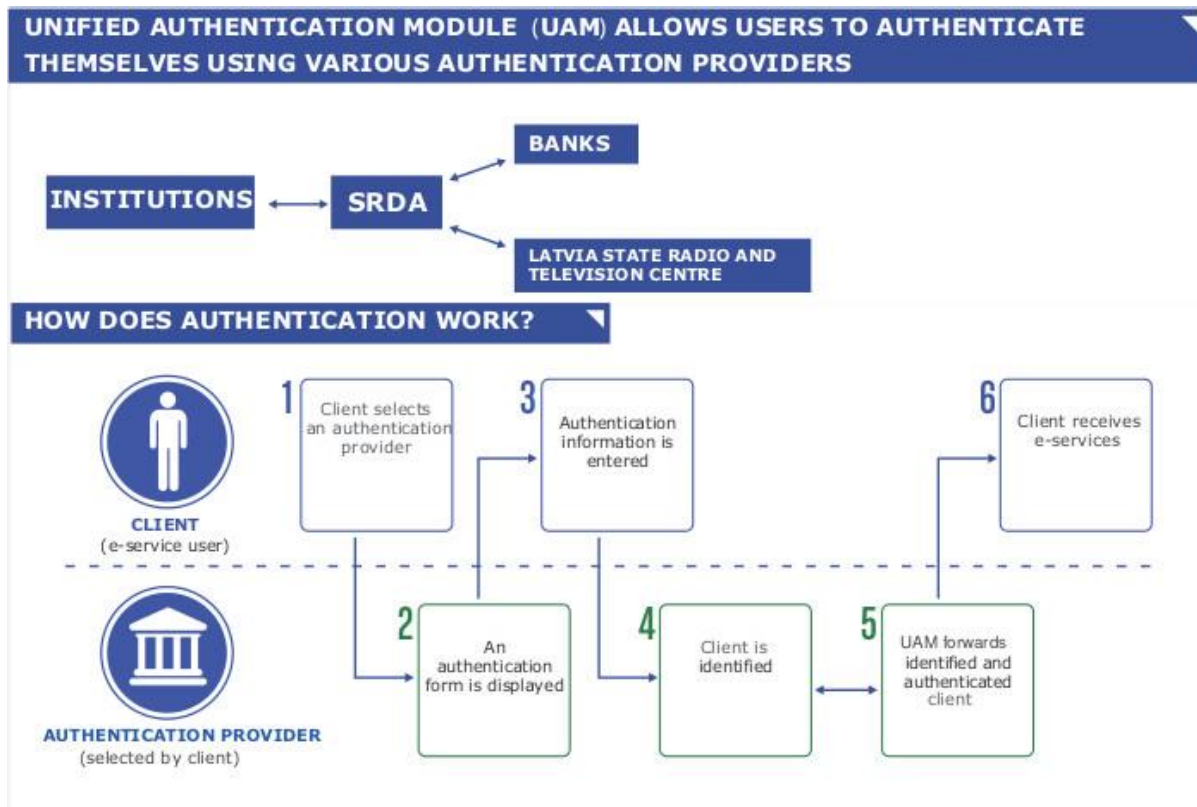 UNIFIED AUTHENTICATION MODULE (UAM) ALLOWS USERS TO AUTHENTICATE
THEMSELVES USING VARIOUS AUTHENTICATION PROVIDERS
BANKS
INSTITUTIONS
SRDA
LATVIA STATE RADIO AND
TELEVISION CENTRE
HOW DOES AUTHENTICATION WORK?
CLIENT
(e-service user)
1
Client selects
an authentication
provider
3
Authentication
information is
entered
6
Client receives
e-services
AUTHENTICATION PROVIDER
(selected by client)
2
An
authentication
form is displayed
4
Client is
identified
5
UAM forwards
identified and
authenticated
client